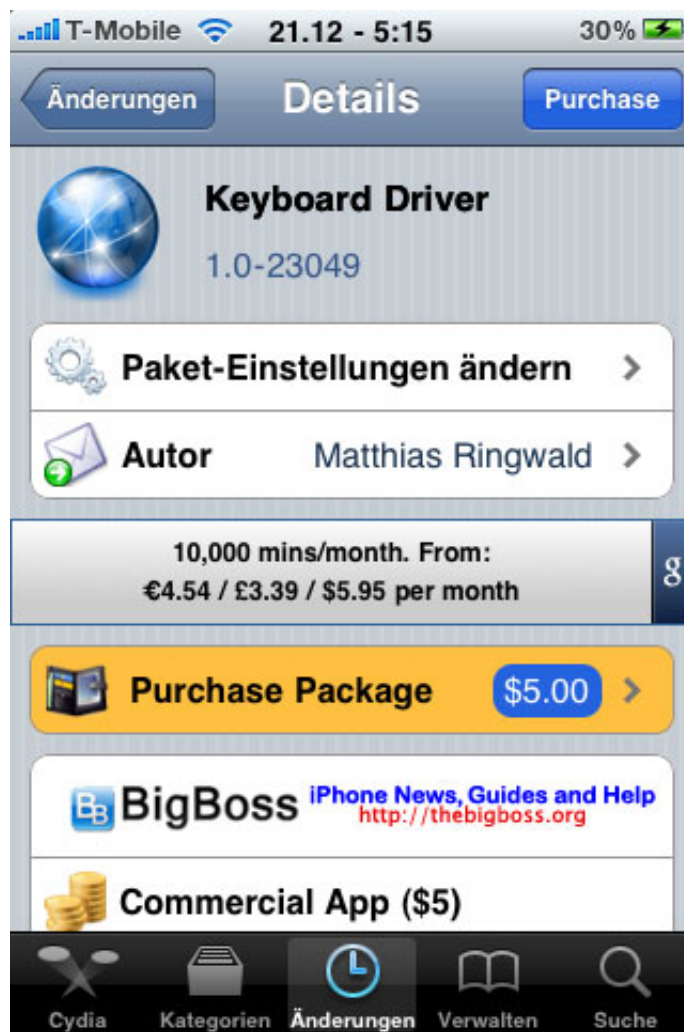 T-Mobile 21.12 - 5:15 30%
Änderungen Details Purchase
Keyboard Driver
1.0-23049
Paket-Einstellungen ändern
Autor Matthias Ringwald
10,000 mins/month. From:
€4.54 / £3.39 / $5.95 per month
g
Purchase Package $5.00
BB BigBoss iPhone News, Guides and Help
http://thebigboss.org
Commercial App ($5)
Cydia Kategorien Änderungen Verwalten Suche